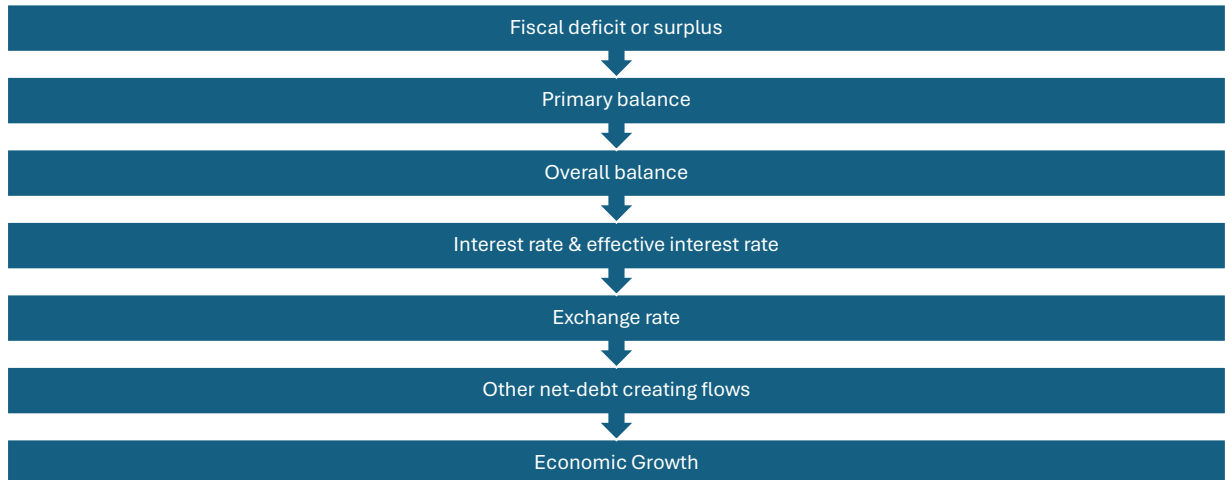 Fiscal deficit or surplus
Primary balance
Overall balance
Interest rate & effective interest rate
Exchange rate
Other net-debt creating flows
Economic Growth